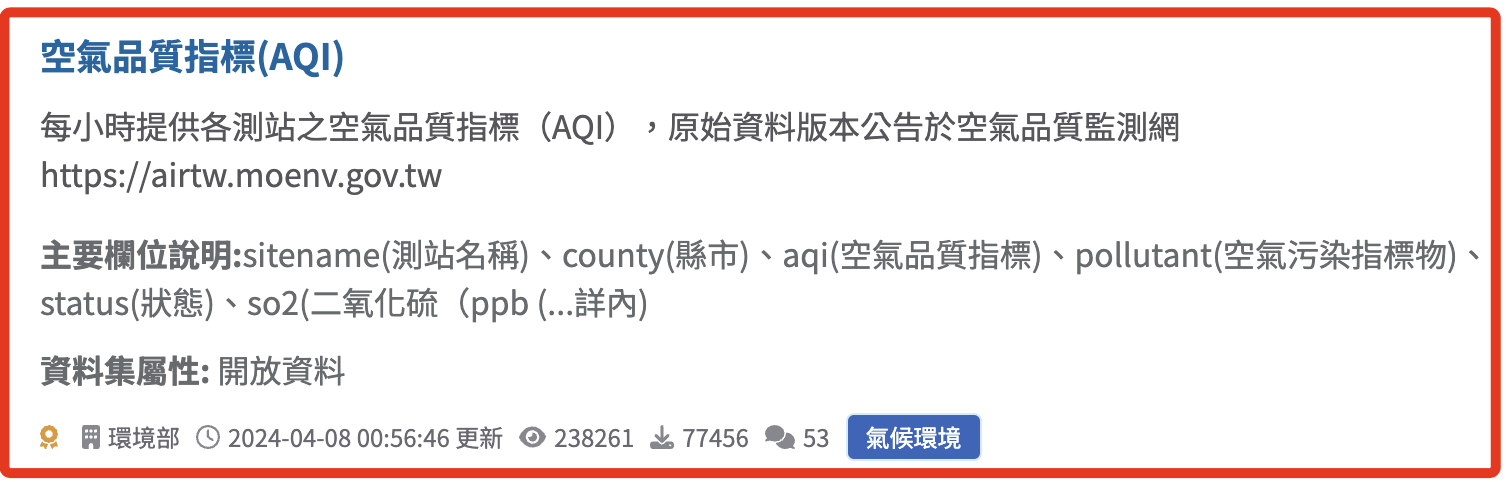 空氣品質指標(AQI)
每小時提供各測站之空氣品質指標（AQI），原始資料版本公告於空氣品質監測網
https://airtw.moenv.gov.tw
主要欄位說明:sitename(測站名稱)、county(縣市)、aqi(空氣品質指標)、pollutant(空氣污染指標物)、
status(狀態)、so2(二氧化硫（ppb (...詳內)
資料集屬性: 開放資料
環境部 2024-04-08 00:56:46 更新 238261 77456 53 氣候環境